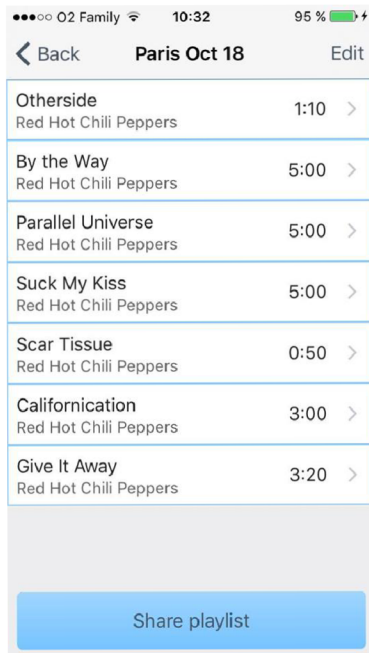 O2 Family 10:32 95 %
Back Paris Oct 18 Edit
Otherside
Red Hot Chili Peppers
1:10
By the Way
Red Hot Chili Peppers
5:00
Parallel Universe
Red Hot Chili Peppers
5:00
Suck My Kiss
Red Hot Chili Peppers
5:00
Scar Tissue
Red Hot Chili Peppers
0:50
Californication
Red Hot Chili Peppers
3:00
Give It Away
Red Hot Chili Peppers
3:20
Share playlist